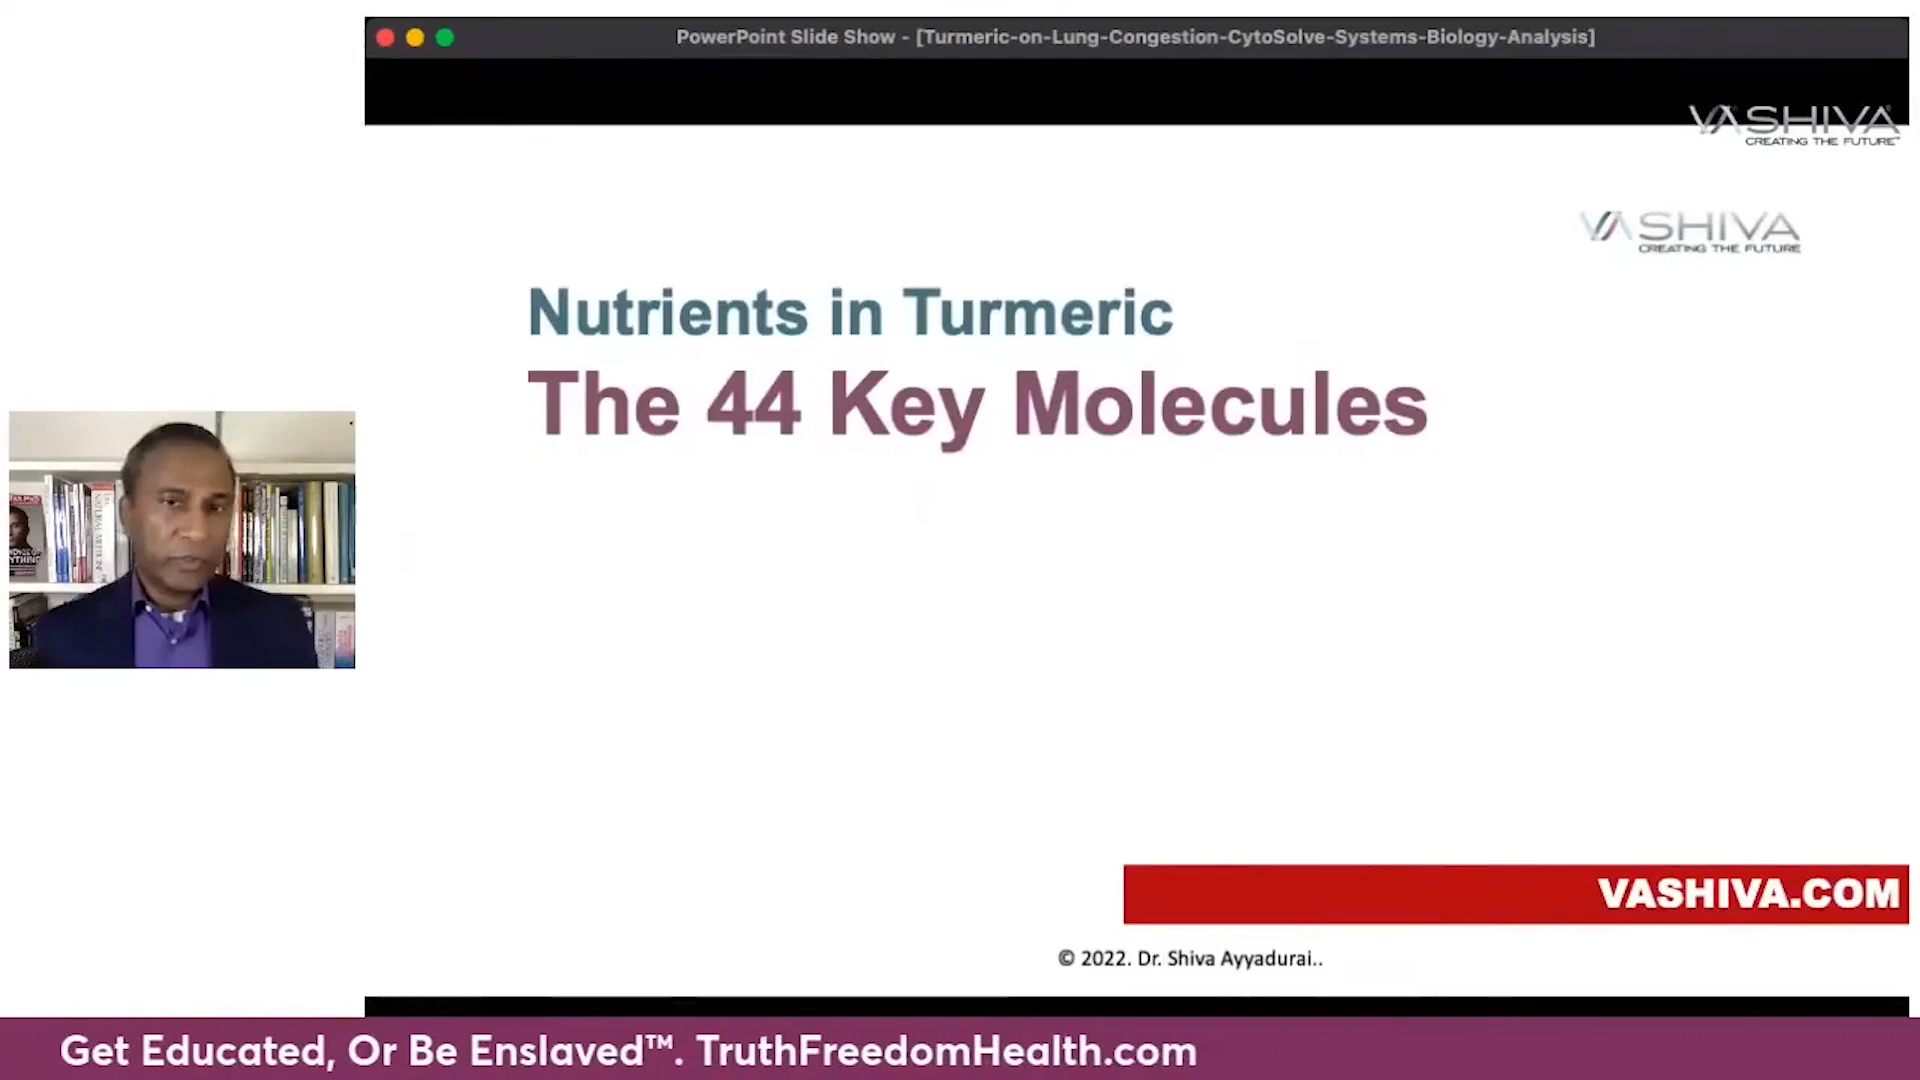 PowerPoint Slide Show - [Turmeric-on-Lung-Congestion-CytoSolve-Systems-Biology-Analysis]
VASHIVA
CREATING THE FUTURE
VASHIVA
CREATING THE FUTURE
Nutrients in Turmeric
The 44 Key Molecules
VASHIVA.COM
© 2022. Dr. Shiva Ayyadurai..
Get Educated, Or Be Enslaved™. TruthFreedomHealth.com